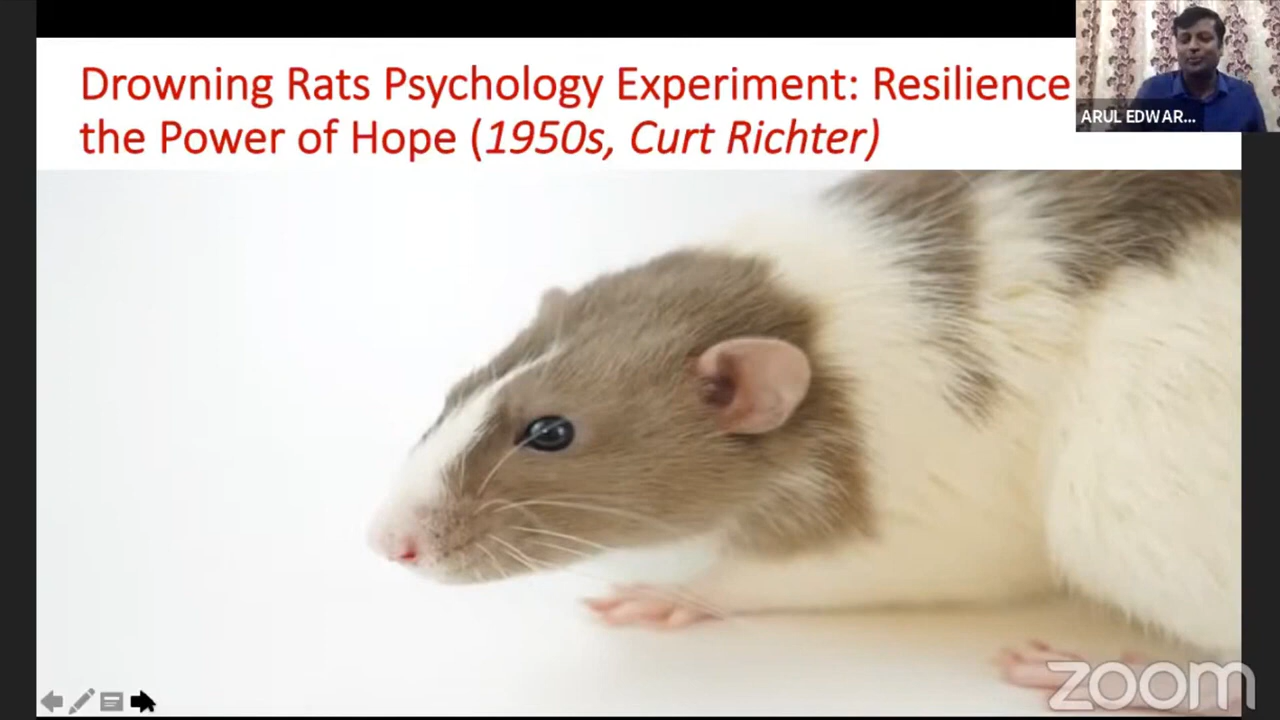 Drowning Rats Psychology Experiment: Resilience
the Power of Hope (1950s, Curt Richter)
ARUL EDWAR...
zoom